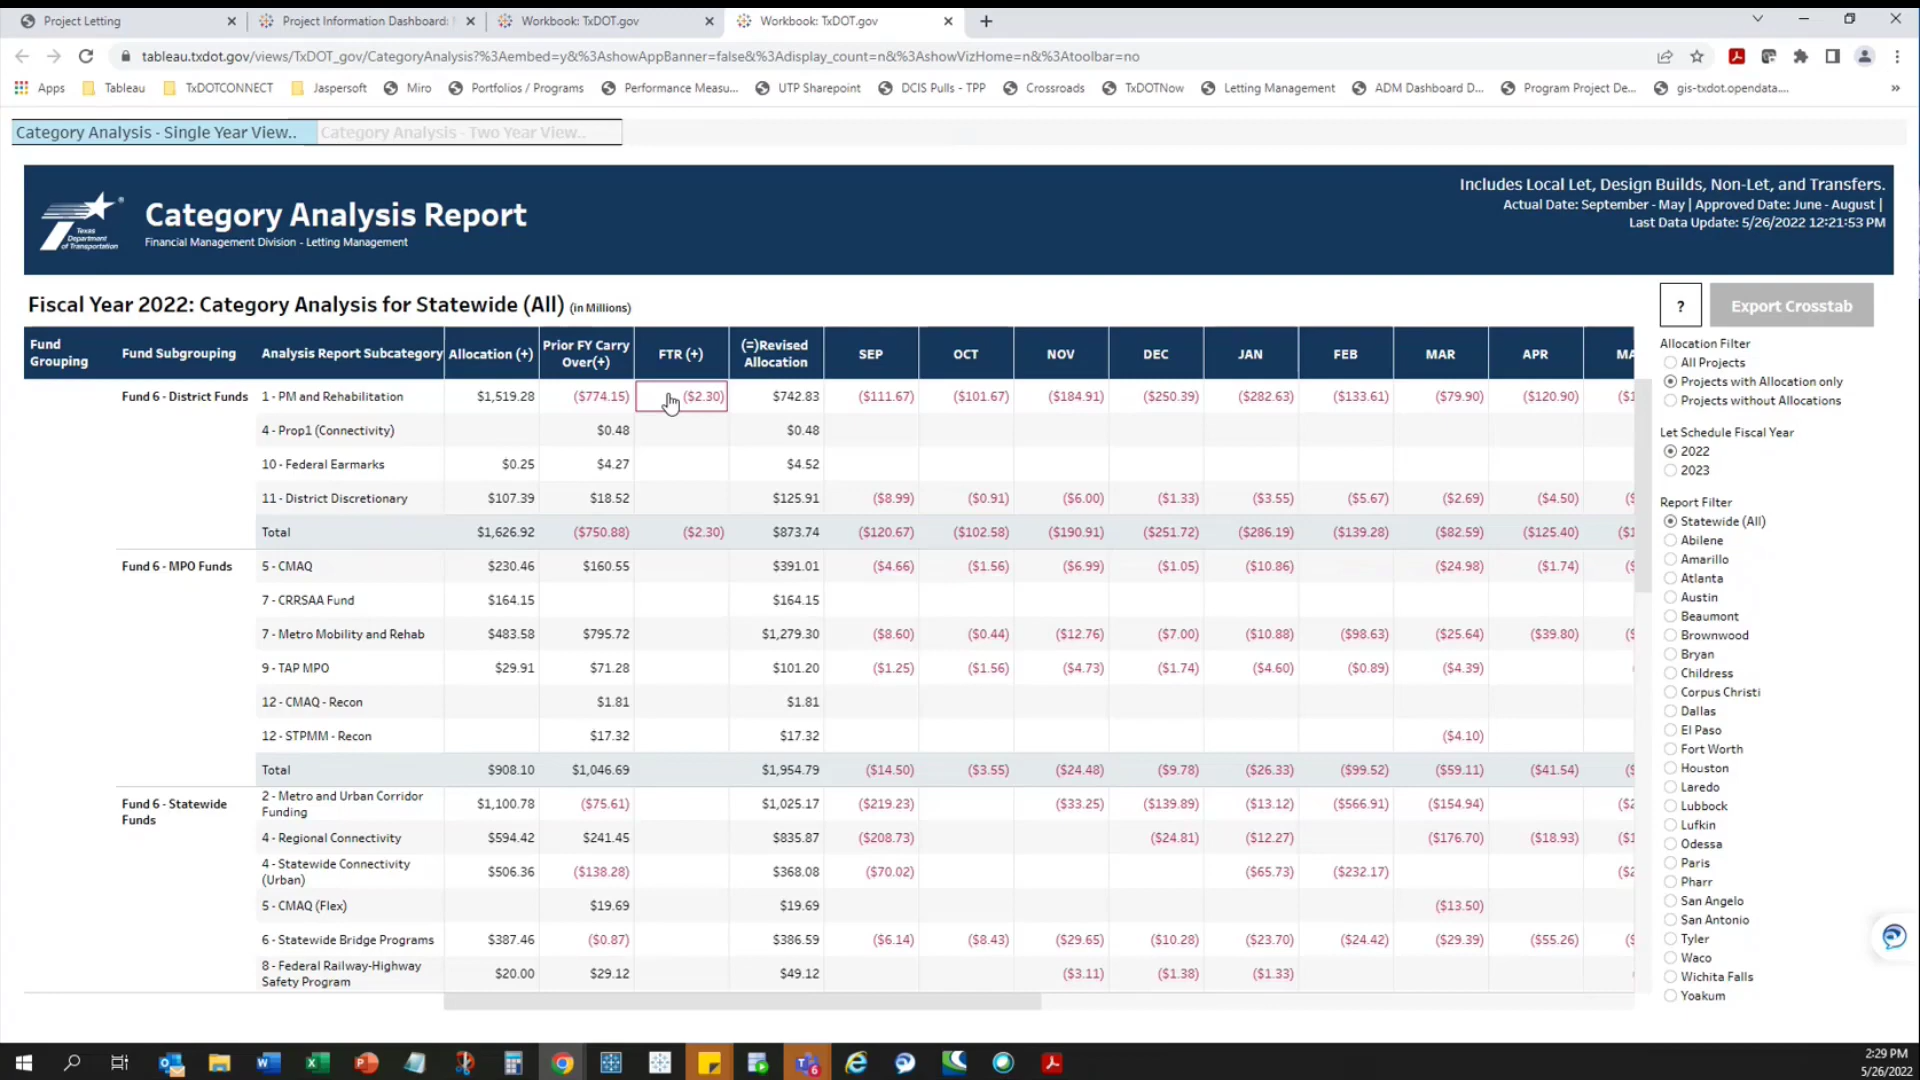 Project Letting
Project Information Dashboard:
Workbook: TxDOT.gov
Workbook: TxDOT.gov
tableau.txdot.gov/views/TxDOT_gov/CategoryAnalysis?%3Aembed=y&%3AshowAppBanner=false&%3Adisplay_count=n&%3AshowVizHome=n&%3Atoolbar=no
Apps Tableau TxDOTCONNECT Jaspersoft Miro Portfolios / Programs Performance Measu... UTP Sharepoint DCIS Pulls - TPP Crossroads TxDOTNow Letting Management ADM Dashboard D... Program Project De... gis-txdot.opendata.... »
Category Analysis - Single Year View.. Category Analysis - Two Year View..
Texas Department of Transportation
Category Analysis Report
Financial Management Division - Letting Management
Includes Local Let, Design Builds, Non-Let, and Transfers.
Actual Date: September - May | Approved Date: June - August |
Last Data Update: 5/26/2022 12:21:53 PM
Fiscal Year 2022: Category Analysis for Statewide (All) (in Millions)
Fund Grouping Fund Subgrouping Analysis Report Subcategory Allocation (+) Prior FY Carry Over(+) FTR (+) (=)Revised Allocation SEP OCT NOV DEC JAN FEB MAR APR MA
Fund 6 - District Funds 1 - PM and Rehabilitation $1,519.28 ($774.15) ($2.30) $742.83 ($111.67) ($101.67) ($184.91) ($250.39) ($282.63) ($133.61) ($79.90) ($120.90) ($1
4 - Prop1 (Connectivity) $0.48 $0.48
10 - Federal Earmarks $0.25 $4.27 $4.52
11 - District Discretionary $107.39 $18.52 $125.91 ($8.99) ($0.91) ($6.00) ($1.33) ($3.55) ($5.67) ($2.69) ($4.50) ($
Total $1,626.92 ($750.88) ($2.30) $873.74 ($120.67) ($102.58) ($190.91) ($251.72) ($286.19) ($139.28) ($82.59) ($125.40) ($1
Fund 6 - MPO Funds 5 - CMAQ $230.46 $160.55 $391.01 ($4.66) ($1.56) ($6.99) ($1.05) ($10.86) ($24.98) ($1.74) ($
7 - CRRSAA Fund $164.15 $164.15
7 - Metro Mobility and Rehab $483.58 $795.72 $1,279.30 ($8.60) ($0.44) ($12.76) ($7.00) ($10.88) ($98.63) ($25.64) ($39.80) ($
9 - TAP MPO $29.91 $71.28 $101.20 ($1.25) ($1.56) ($4.73) ($1.74) ($4.60) ($0.89) ($4.39)
12 - CMAQ - Recon $1.81 $1.81
12 - STPMM - Recon $17.32 $17.32 ($4.10)
Total $908.10 $1,046.69 $1,954.79 ($14.50) ($3.55) ($24.48) ($9.78) ($26.33) ($99.52) ($59.11) ($41.54) ($
Fund 6 - Statewide Funds 2 - Metro and Urban Corridor Funding $1,100.78 ($75.61) $1,025.17 ($219.23) ($33.25) ($139.89) ($13.12) ($566.91) ($154.94) ($2
4 - Regional Connectivity $594.42 $241.45 $835.87 ($208.73) ($24.81) ($12.27) ($176.70) ($18.93) ($1
4 - Statewide Connectivity (Urban) $506.36 ($138.28) $368.08 ($70.02) ($65.73) ($232.17) ($2
5 - CMAQ (Flex) $19.69 $19.69 ($13.50)
6 - Statewide Bridge Programs $387.46 ($0.87) $386.59 ($6.14) ($8.43) ($29.65) ($10.28) ($23.70) ($24.42) ($29.39) ($55.26) ($
8 - Federal Railway-Highway Safety Program $20.00 $29.12 $49.12 ($3.11) ($1.38) ($1.33)
? Export Crosstab
Allocation Filter
All Projects
Projects with Allocation only
Projects without Allocations
Let Schedule Fiscal Year
2022
2023
Report Filter
Statewide (All)
Abilene
Amarillo
Atlanta
Austin
Beaumont
Brownwood
Bryan
Childress
Corpus Christi
Dallas
El Paso
Fort Worth
Houston
Laredo
Lubbock
Lufkin
Odessa
Paris
Pharr
San Angelo
San Antonio
Tyler
Waco
Wichita Falls
Yoakum
2:29 PM
5/26/2022